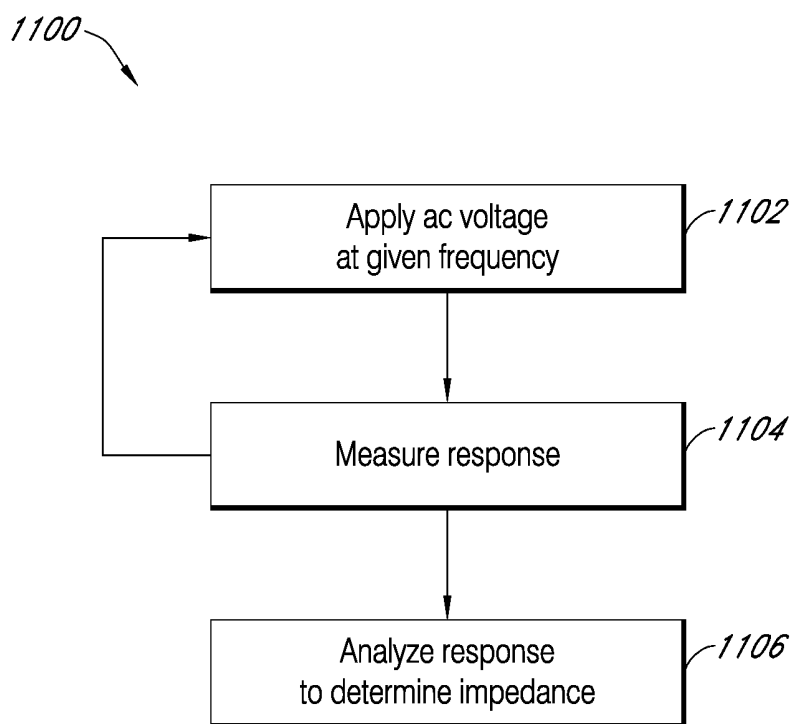 1100
Apply ac voltage
at given frequency
1102
Measure response
1104
Analyze response
to determine impedance
1106